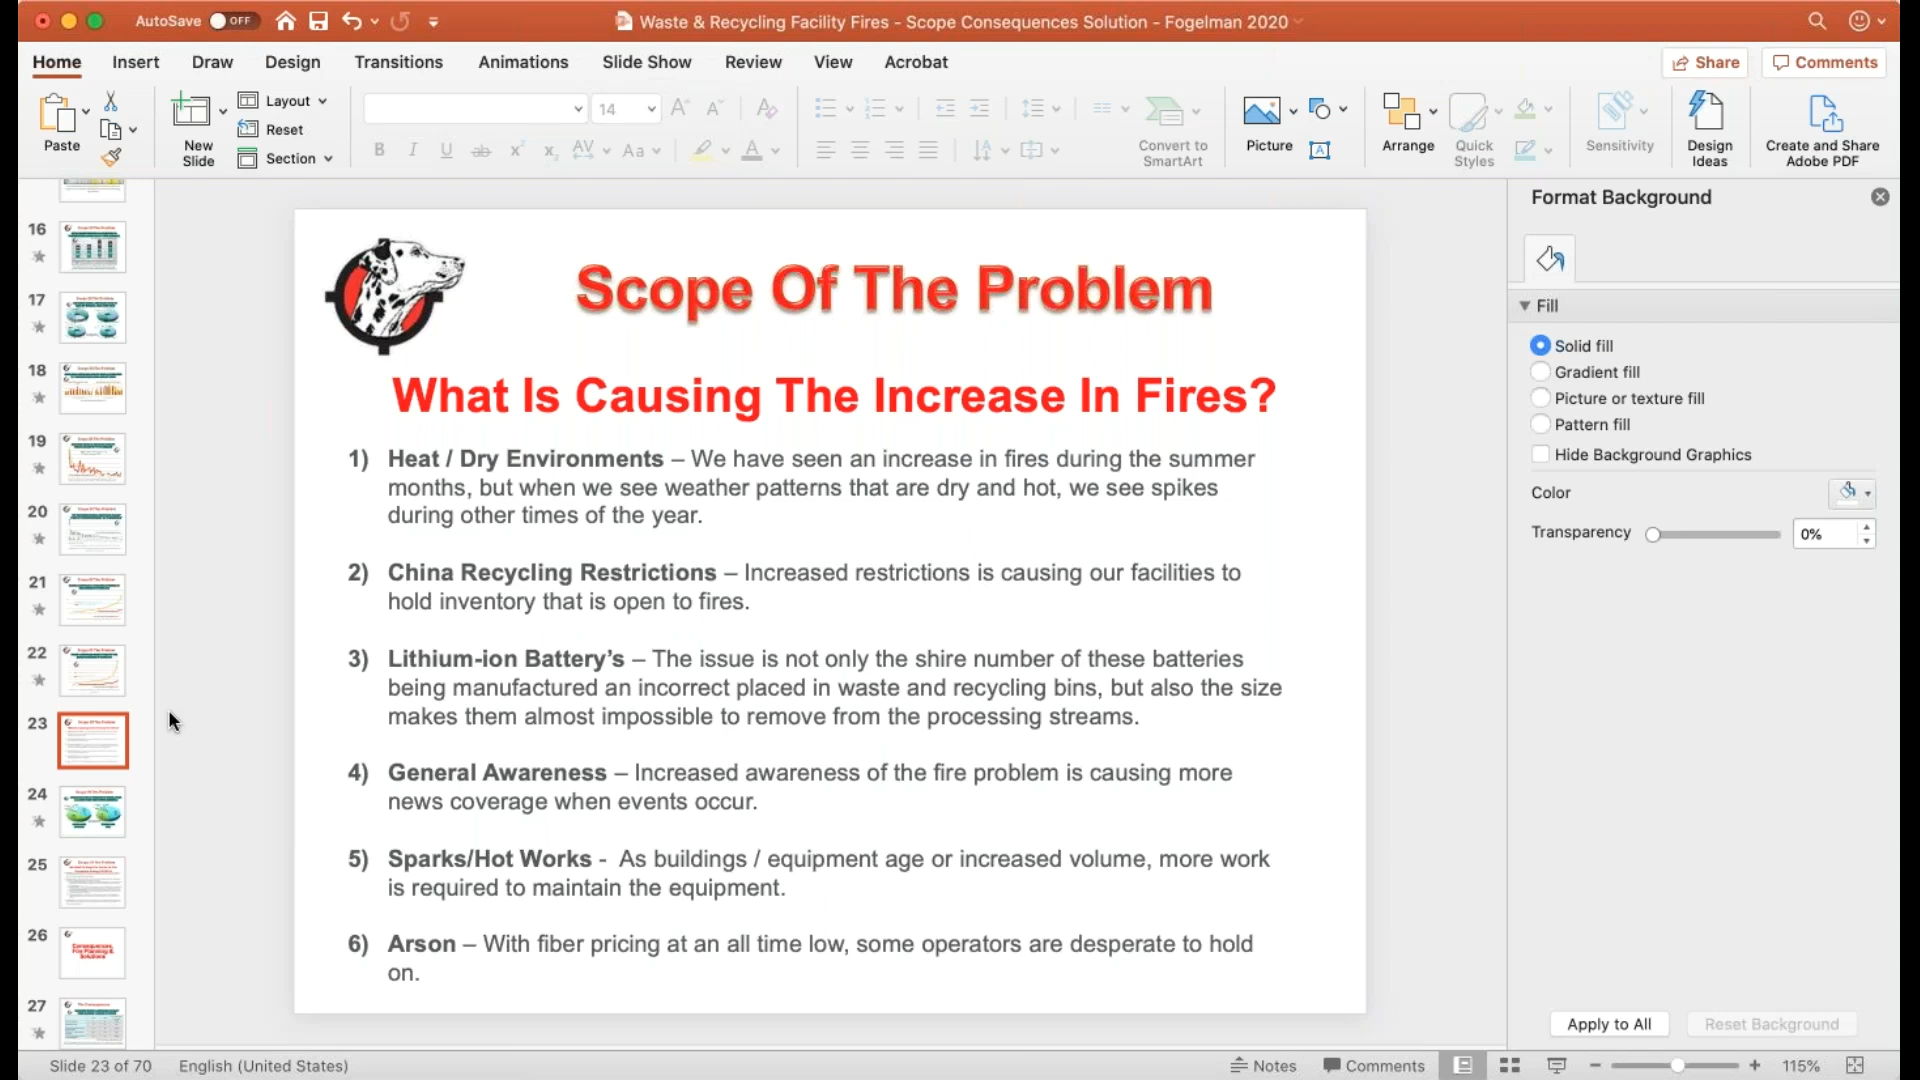 AutoSave OFF
Waste & Recycling Facility Fires - Scope Consequences Solution - Fogelman 2020
Home Insert Draw Design Transitions Animations Slide Show Review View Acrobat Share Comments
Paste New Slide Layout Reset Section
14
Convert to SmartArt Picture Arrange Quick Styles Sensitivity Design Ideas Create and Share Adobe PDF
16
17
18
19
20
21
22
23
24
25
26
27
Scope Of The Problem
What Is Causing The Increase In Fires?
1) Heat / Dry Environments – We have seen an increase in fires during the summer
months, but when we see weather patterns that are dry and hot, we see spikes
during other times of the year.
2) China Recycling Restrictions – Increased restrictions is causing our facilities to
hold inventory that is open to fires.
3) Lithium-ion Battery’s – The issue is not only the shire number of these batteries
being manufactured an incorrect placed in waste and recycling bins, but also the size
makes them almost impossible to remove from the processing streams.
4) General Awareness – Increased awareness of the fire problem is causing more
news coverage when events occur.
5) Sparks/Hot Works - As buildings / equipment age or increased volume, more work
is required to maintain the equipment.
6) Arson – With fiber pricing at an all time low, some operators are desperate to hold
on.
Format Background
Fill
Solid fill
Gradient fill
Picture or texture fill
Pattern fill
Hide Background Graphics
Color
Transparency 0%
Apply to All Reset Background
Slide 23 of 70 English (United States) Notes Comments 115%